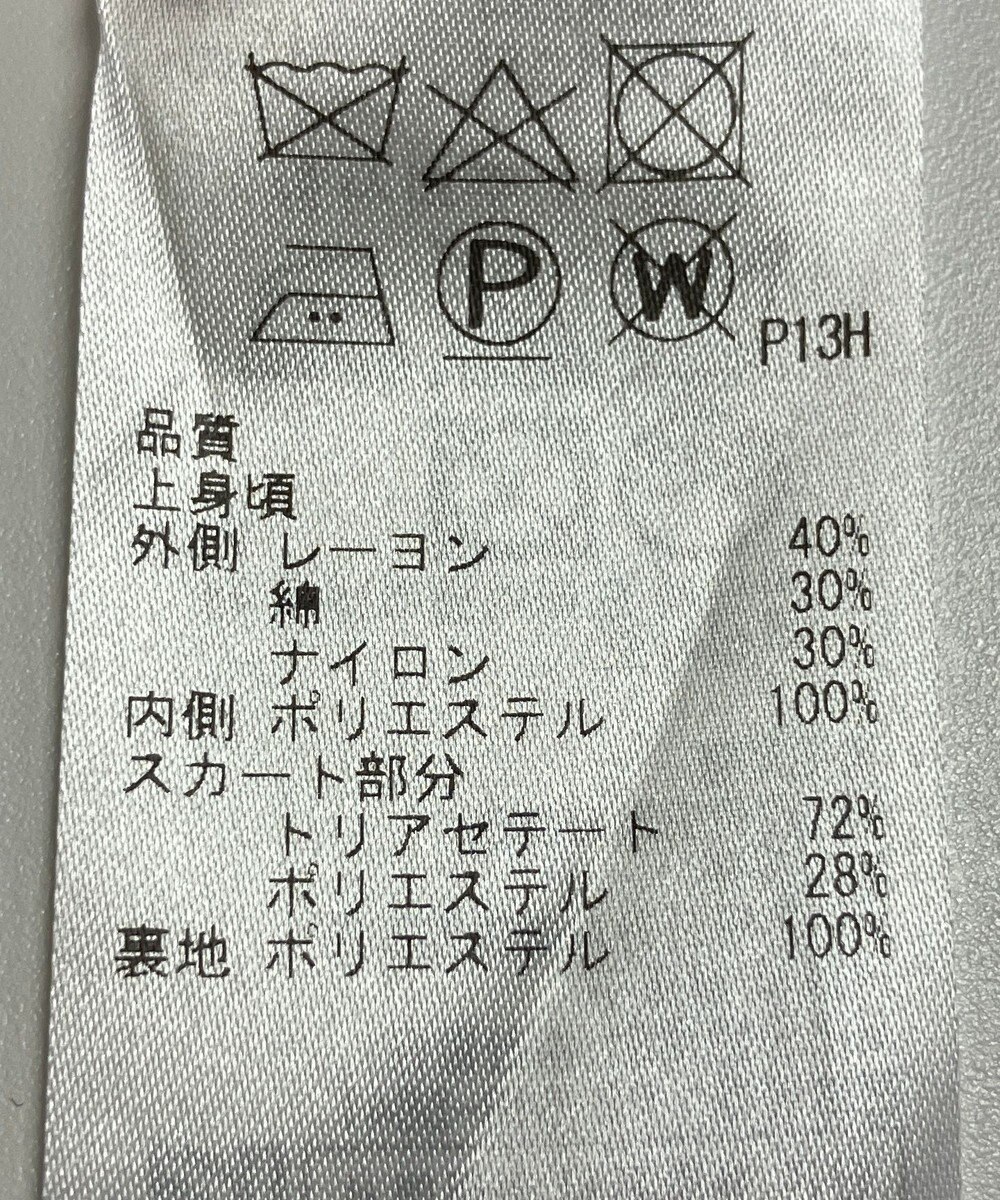 P W P13H
品質
上身頃
外側 レーヨン 40%
綿 30%
ナイロン 30%
内側 ポリエステル 100%
スカート部分
トリアセテート 72%
ポリエステル 28%
裏地 ポリエステル 100%